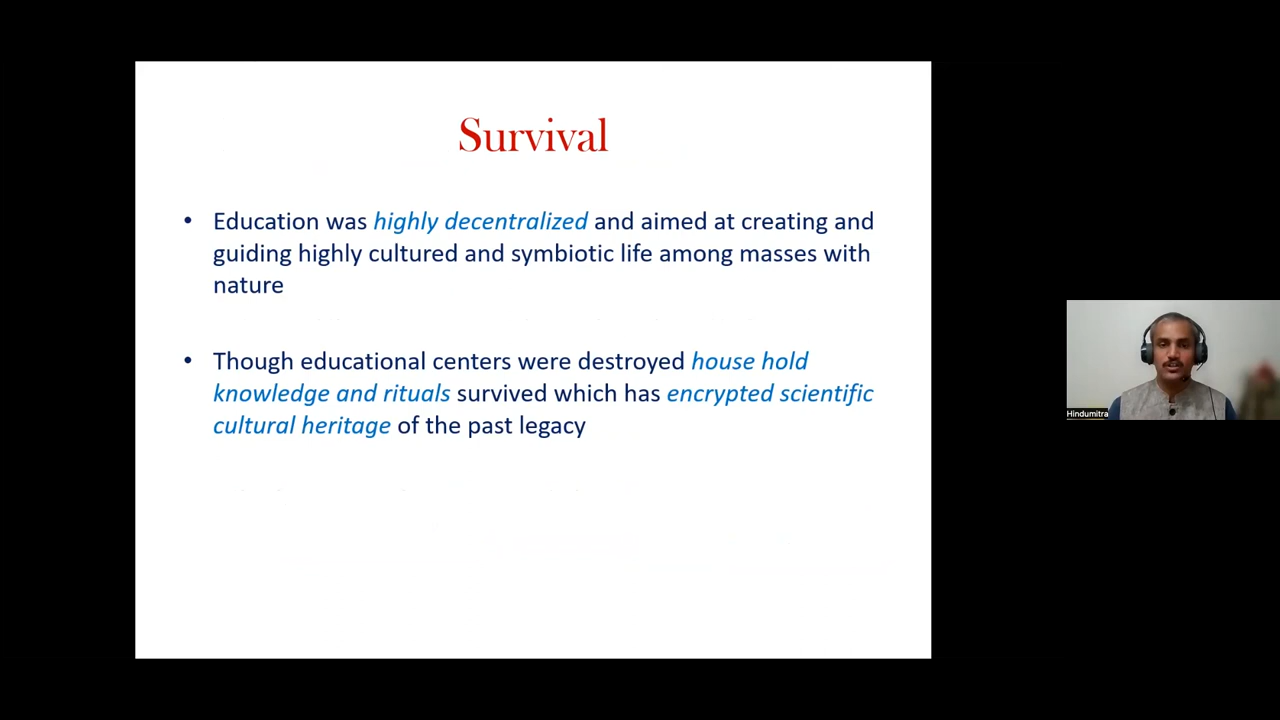 Survival
• Education was highly decentralized and aimed at creating and
guiding highly cultured and symbiotic life among masses with
nature
• Though educational centers were destroyed house hold
knowledge and rituals survived which has encrypted scientific
cultural heritage of the past legacy
Hindumitra